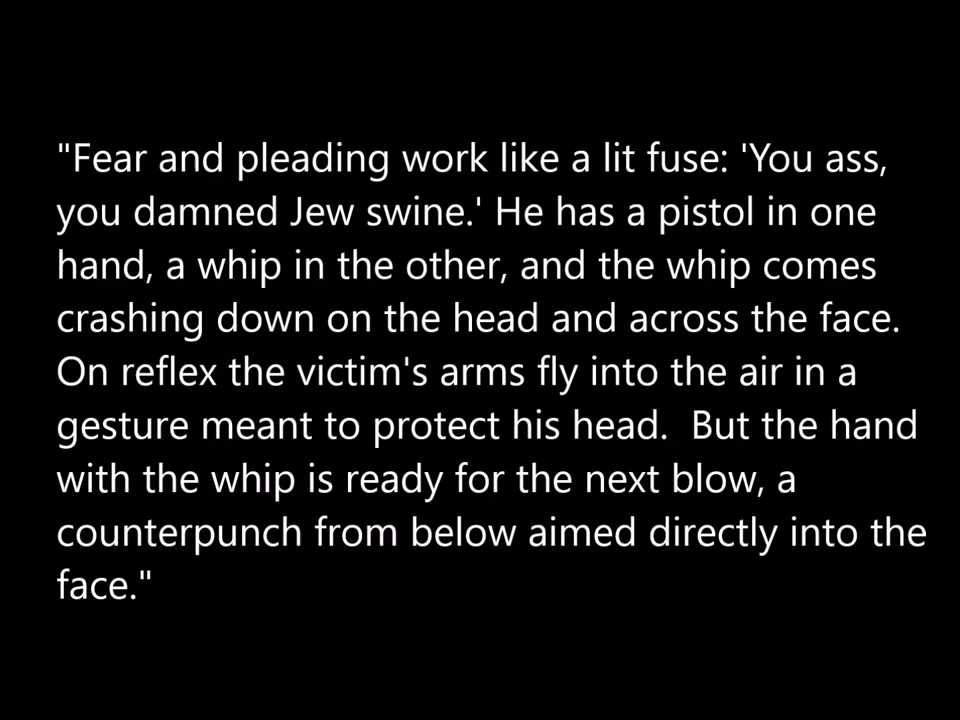 "Fear and pleading work like a lit fuse: 'You ass,
you damned Jew swine.' He has a pistol in one
hand, a whip in the other, and the whip comes
crashing down on the head and across the face.
On reflex the victim's arms fly into the air in a
gesture meant to protect his head.  But the hand
with the whip is ready for the next blow, a
counterpunch from below aimed directly into the
face."